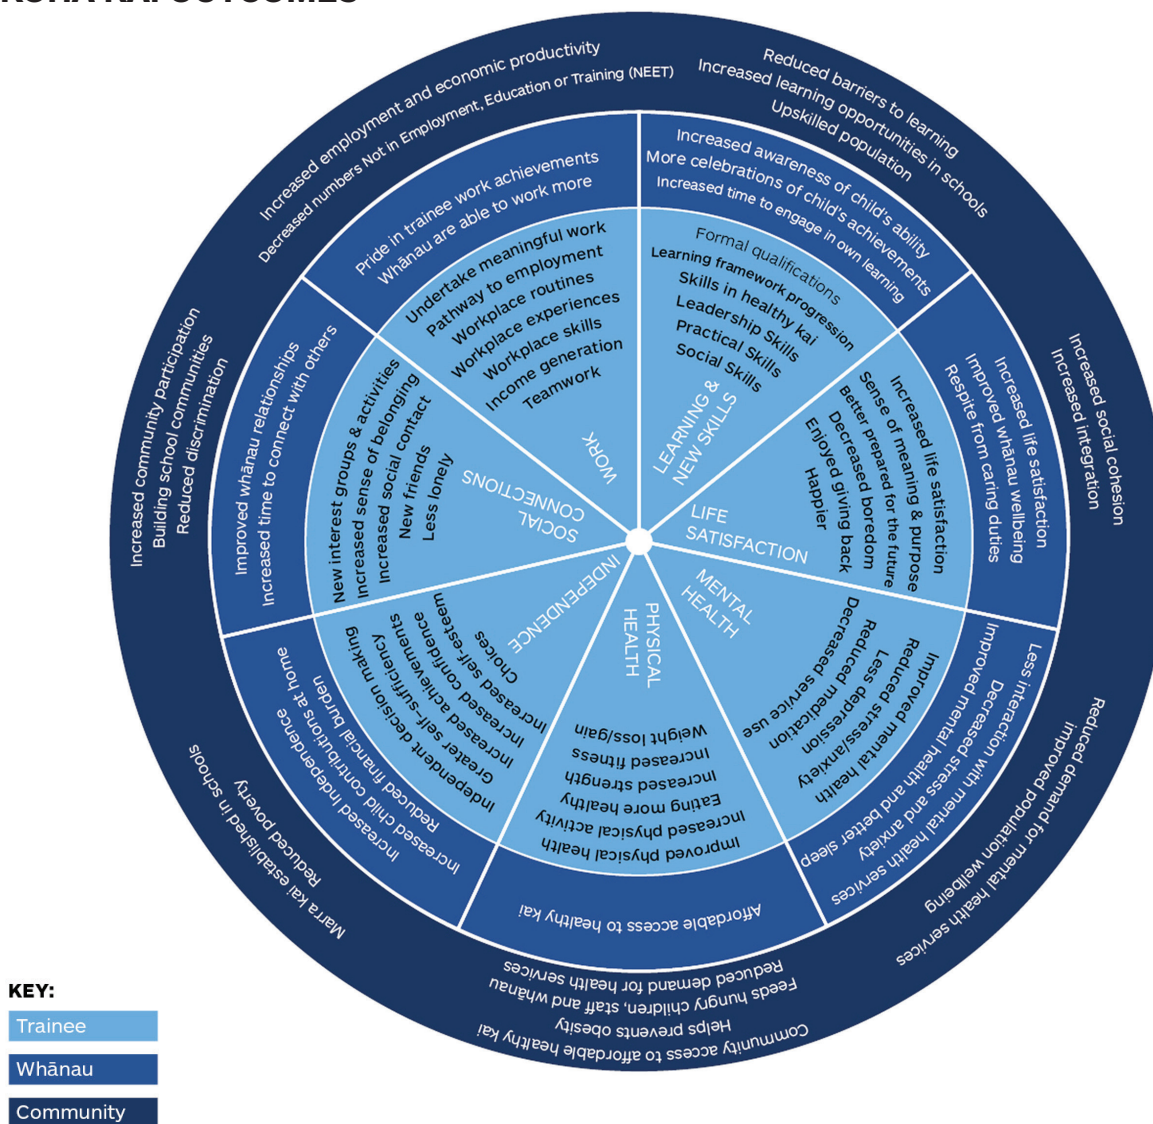 Increased employment and economic productivity
Decreased numbers Not in Employment, Education or Training (NEET)
Pride in trainee work achievements
Whānau are able to work more
Undertake meaningful work
Pathway to employment
Workplace routines
Workplace experiences
Workplace skills
Income generation
Teamwork
WORK
Reduced barriers to learning
Increased learning opportunities in schools
Upskilled population
Increased awareness of child's ability
More celebrations of child's achievements
Increased time to engage in own learning
Formal qualifications
Learning framework progression
Skills in healthy kai
Leadership Skills
Practical Skills
Social Skills
LEARNING &
NEW SKILLS
Increased social cohesion
Increased integration
Increased life satisfaction
Improved whānau wellbeing
Respite from caring duties
Increased life satisfaction
Sense of meaning & purpose
Better prepared for the future
Decreased boredom
Enjoyed giving back
Happier
LIFE
SATISFACTION
Reduced demand for mental health services
improved population wellbeing
Less interaction with mental health services
Decreased stress and anxiety
Improved mental health and better sleep
Improved mental health
Reduced stress/anxiety
Less depression
Reduced medication
Decreased service use
MENTAL
HEALTH
Community access to affordable healthy kai
Helps prevents obesity
Feeds hungry children, staff and whānau
Reduced demand for health services
Affordable access to healthy kai
Improved physical health
Increased physical activity
Eating more healthy
Increased strength
Increased fitness
Weight loss/gain
PHYSICAL
HEALTH
Marra kai established in schools
Reduced poverty
Increased Independence
Increased child contributions at home
Reduced financial burden
Independent decision making
Greater self-sufficiency
Increased achievements
Increased confidence
Increased self-esteem
Choices
INDEPENDENCE
Increased community participation
Building school communities
Reduced discrimination
Improved whānau relationships
Increased time to connect with others
New interest groups & activities
Increased sense of belonging
Increased social contact
New friends
Less lonely
SOCIAL
CONNECTIONS
KEY:
Trainee
Whānau
Community